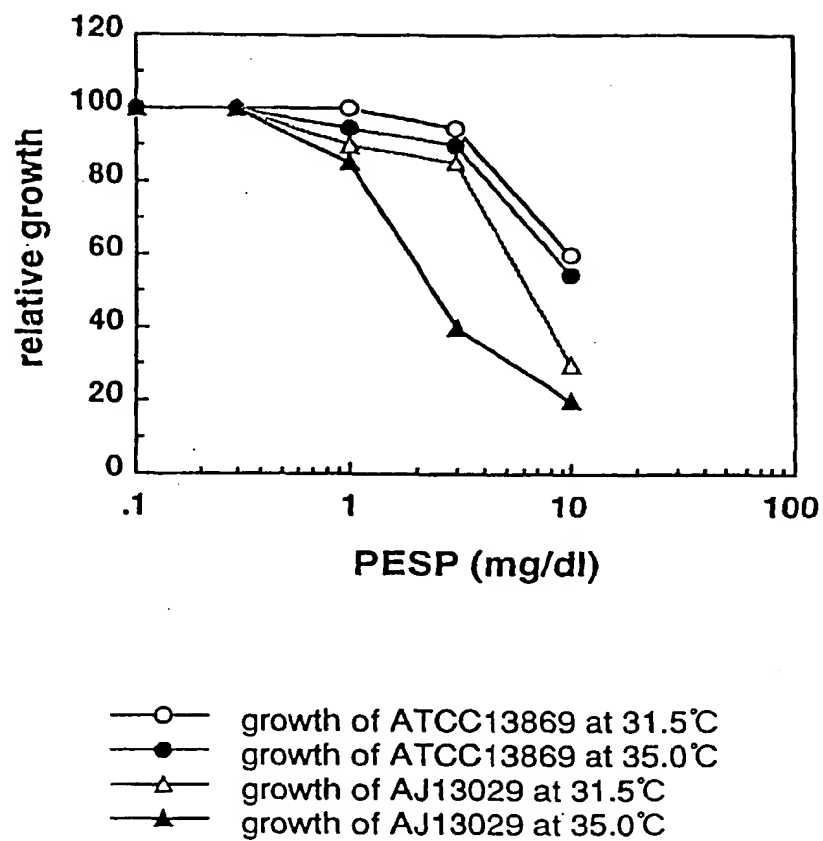 120
100
80
60
40
20
0
relative growth
.1 1 10 100
PESP (mg/dl)
growth of ATCC13869 at 31.5℃
growth of ATCC13869 at 35.0℃
growth of AJ13029 at 31.5℃
growth of AJ13029 at 35.0℃